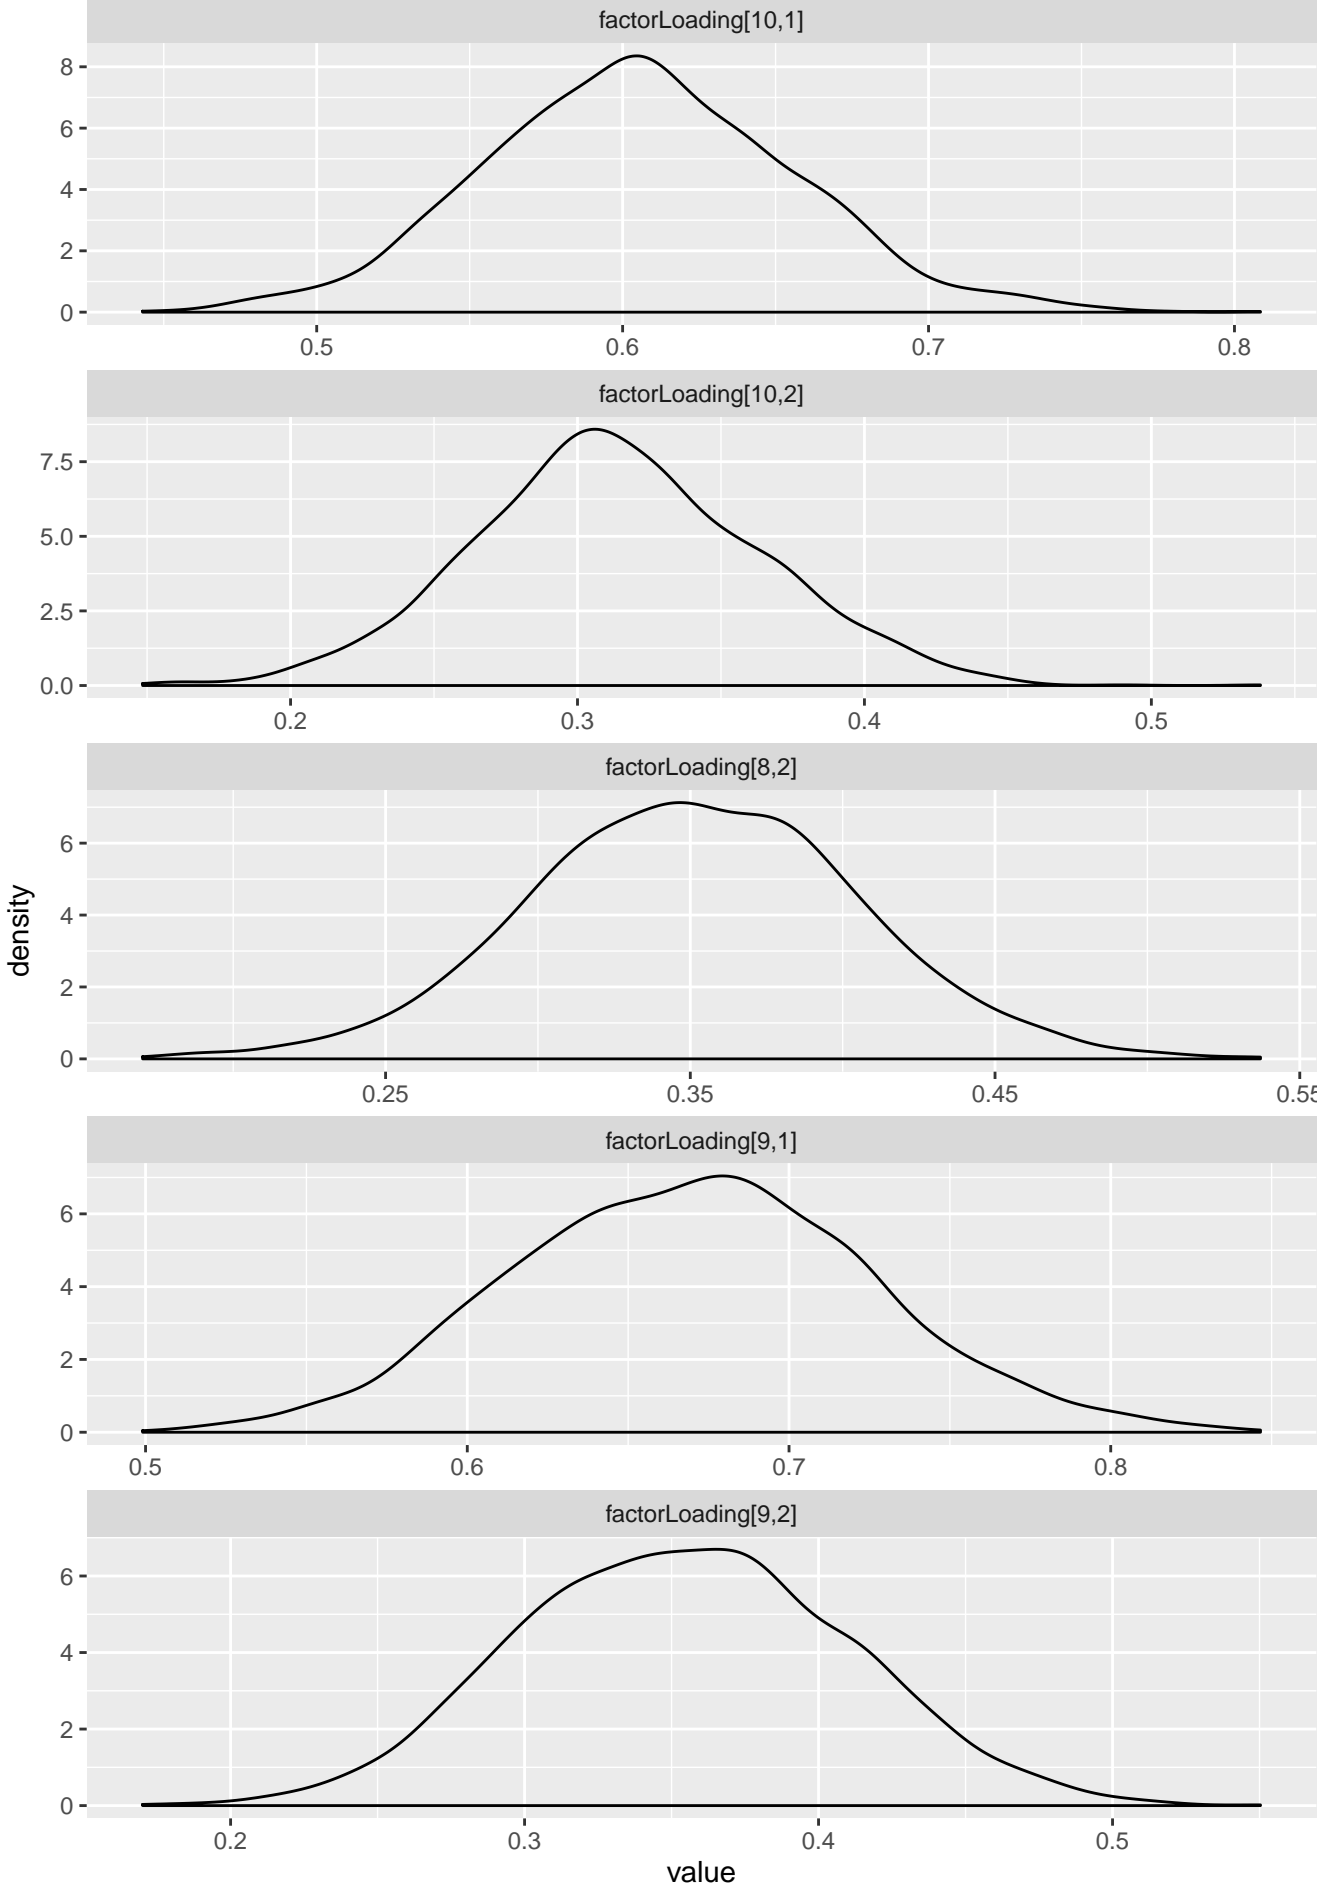 factorLoading[10,1]
8
6
4
2
0
0.5 0.6 0.7 0.8
factorLoading[10,2]
7.5
5.0
2.5
0.0
0.2 0.3 0.4 0.5
factorLoading[8,2]
6
4
2
0
0.25 0.35 0.45 0.55
density
factorLoading[9,1]
6
4
2
0
0.5 0.6 0.7 0.8
factorLoading[9,2]
6
4
2
0
0.2 0.3 0.4 0.5
value